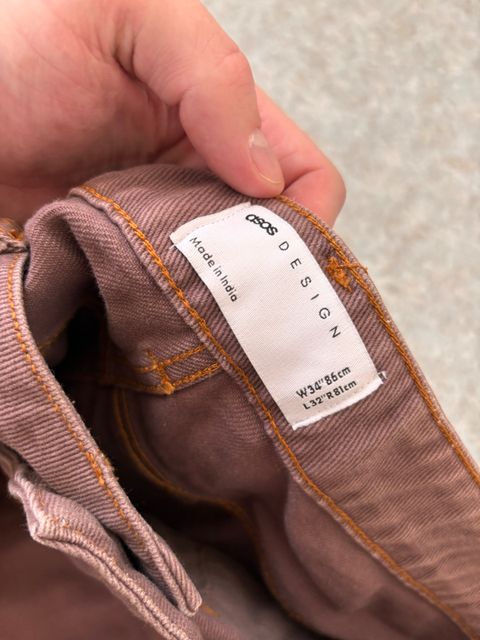 asos
DESIGN
Made in India
W34"86cm
L32"R81cm